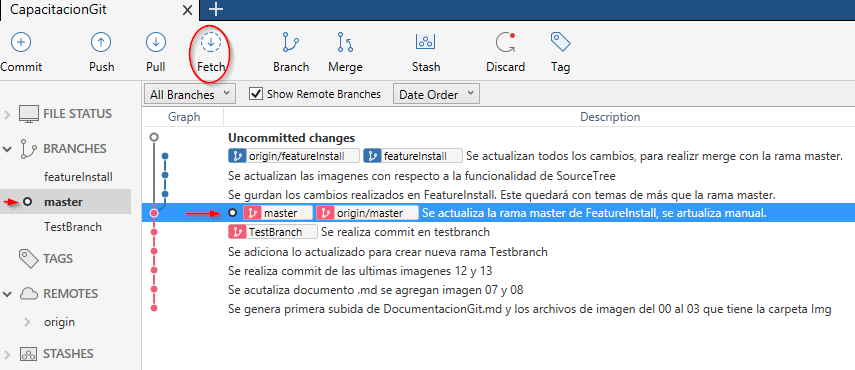 CapacitacionGit
Commit Push Pull Fetch Branch Merge Stash Discard Tag
All Branches Show Remote Branches Date Order
FILE STATUS
BRANCHES
featureInstall
master
TestBranch
TAGS
REMOTES
origin
STASHES
Graph Description
Uncommitted changes
origin/featureInstall featureInstall Se actualizan todos los cambios, para realizr merge con la rama master.
Se actualizan las imagenes con respecto a la funcionalidad de SourceTree
Se gurdan los cambios realizados en FeatureInstall. Este quedará con temas de más que la rama master.
master origin/master Se actualiza la rama master de FeatureInstall, se artualiza manual.
TestBranch Se realiza commit en testbranch
Se adiciona lo actualizado para crear nueva rama Testbranch
Se realiza commit de las ultimas imagenes 12 y 13
Se acutaliza documento .md se agregan imagen 07 y 08
Se genera primera subida de DocumentacionGit.md y los archivos de imagen del 00 al 03 que tiene la carpeta Img